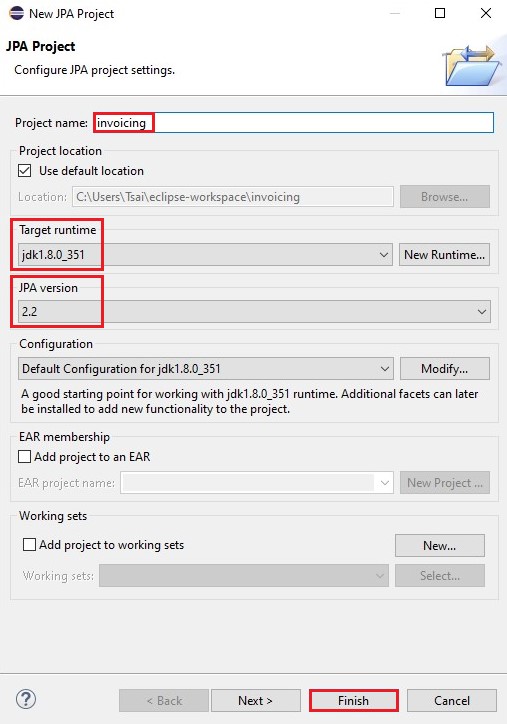 New JPA Project
JPA Project
Configure JPA project settings.
Project name: invoicing
Project location
Use default location
Location: C:\Users\Tsai\eclipse-workspace\invoicing Browse...
Target runtime
jdk1.8.0_351 New Runtime...
JPA version
2.2
Configuration
Default Configuration for jdk1.8.0_351 Modify...
A good starting point for working with jdk1.8.0_351 runtime. Additional facets can later
be installed to add new functionality to the project.
EAR membership
Add project to an EAR
EAR project name: New Project ...
Working sets
Add project to working sets New...
Working sets: Select...
? < Back Next > Finish Cancel